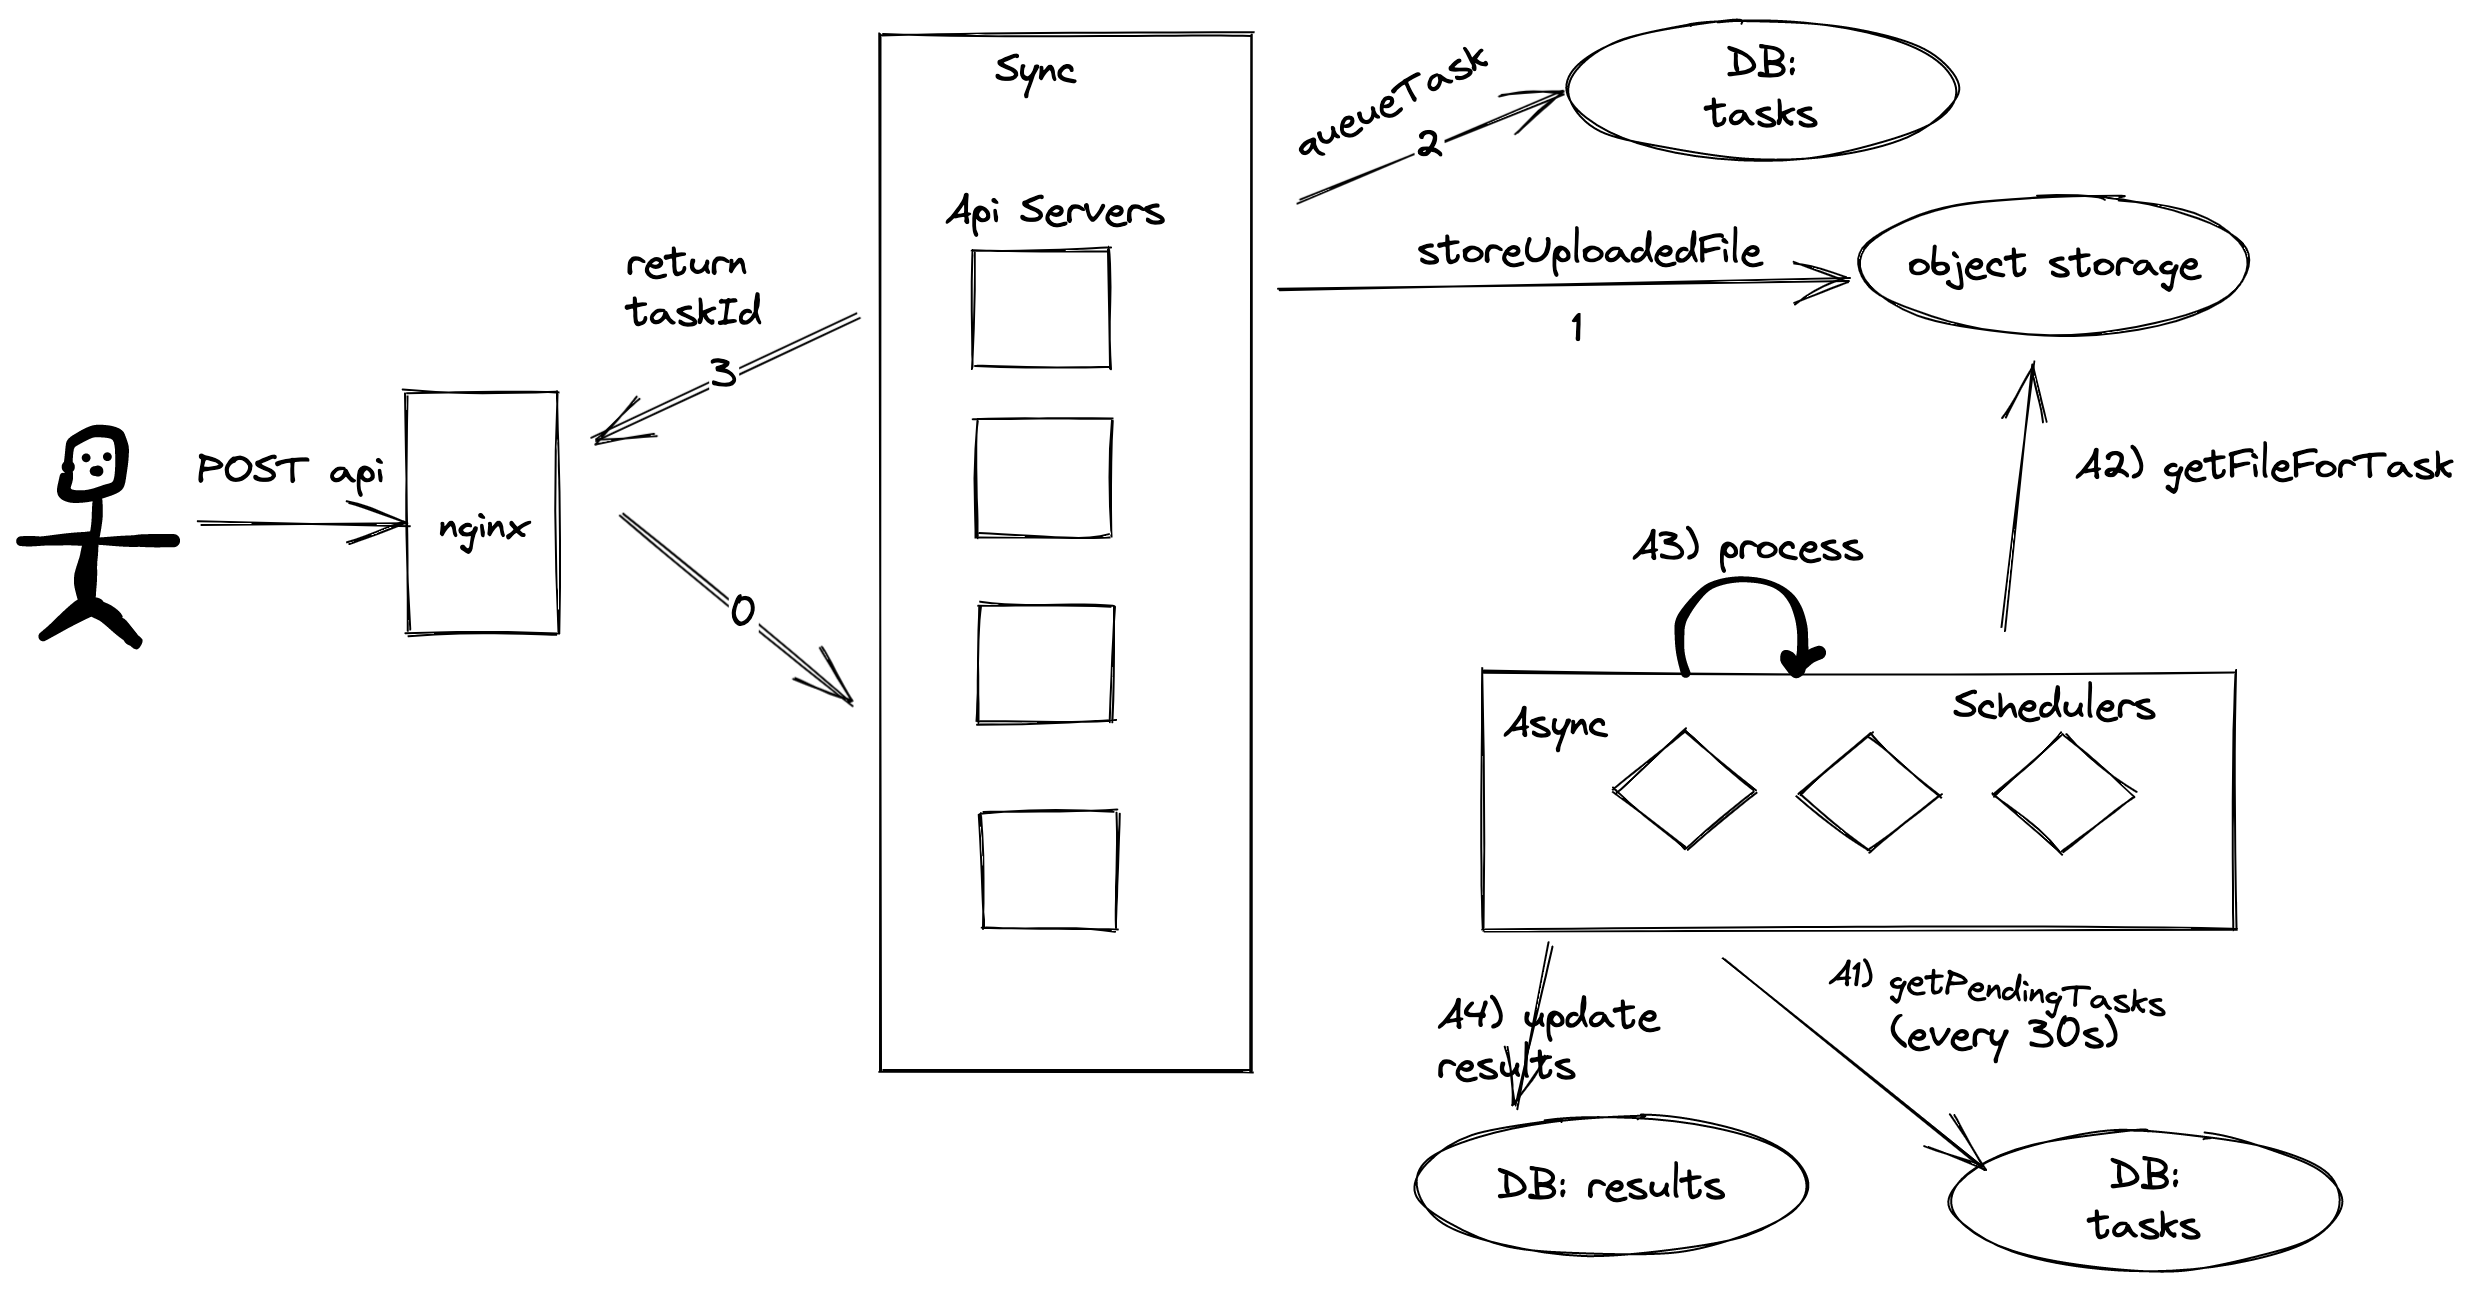 Sync
queueTask
2
DB:
tasks
Api Servers
storeUploadedFile
1
object storage
return
taskId
3
POST api
nginx
0
A2) getFileForTask
A3) process
Async
Schedulers
A4) update
results
A1) getPendingTasks
(every 30s)
DB: results
DB:
tasks